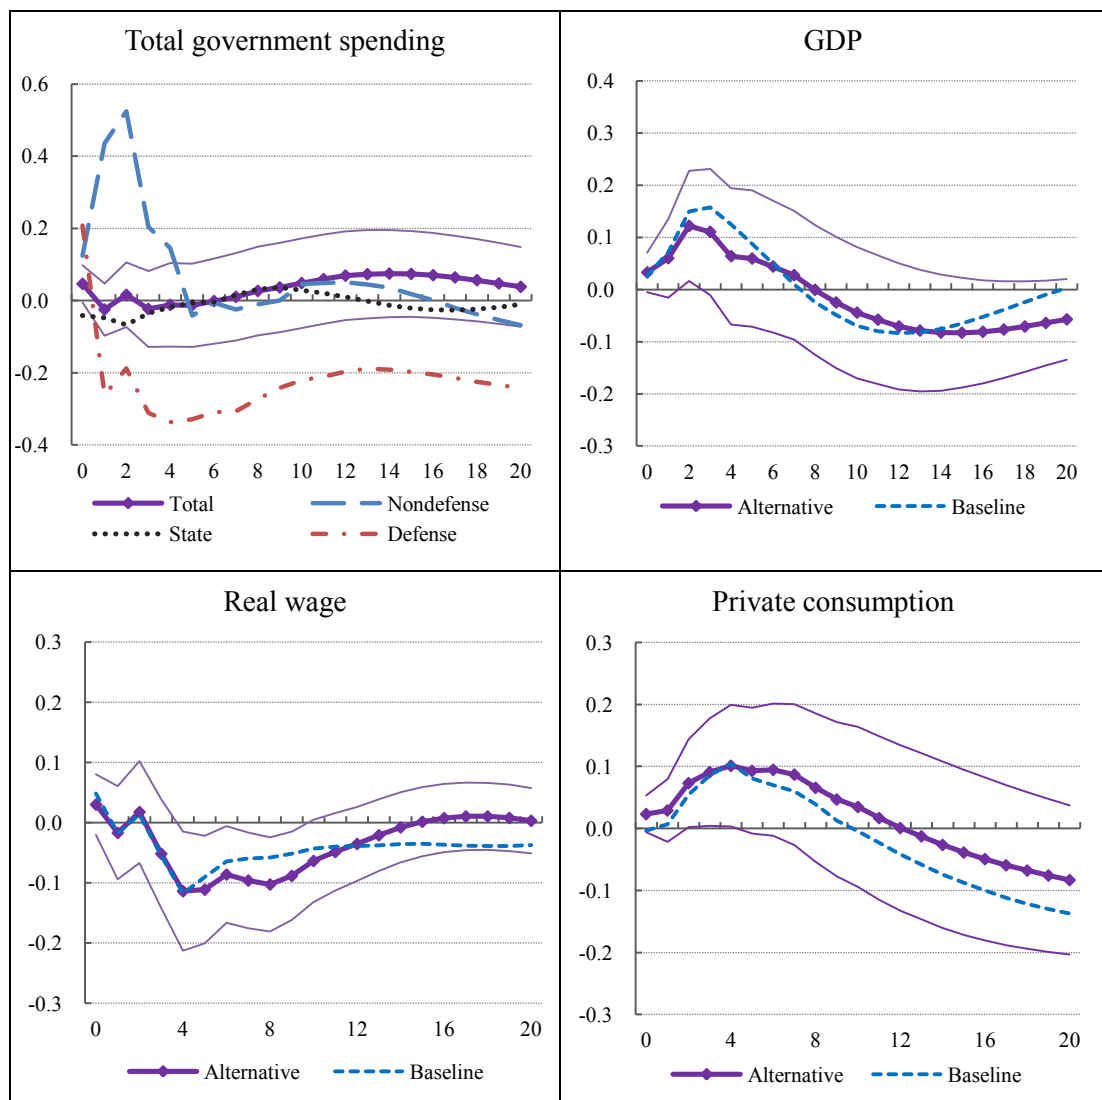 Total government spending
0.6
0.4
0.2
0.0
-0.2
-0.4
0 2 4 6 8 10 12 14 16 18 20
Total Nondefense
State Defense
GDP
0.4
0.3
0.2
0.1
0.0
-0.1
-0.2
-0.3
0 2 4 6 8 10 12 14 16 18 20
Alternative Baseline
Real wage
0.3
0.2
0.1
0.0
-0.1
-0.2
-0.3
0 4 8 12 16 20
Alternative Baseline
Private consumption
0.3
0.2
0.1
0.0
-0.1
-0.2
-0.3
0 4 8 12 16 20
Alternative Baseline